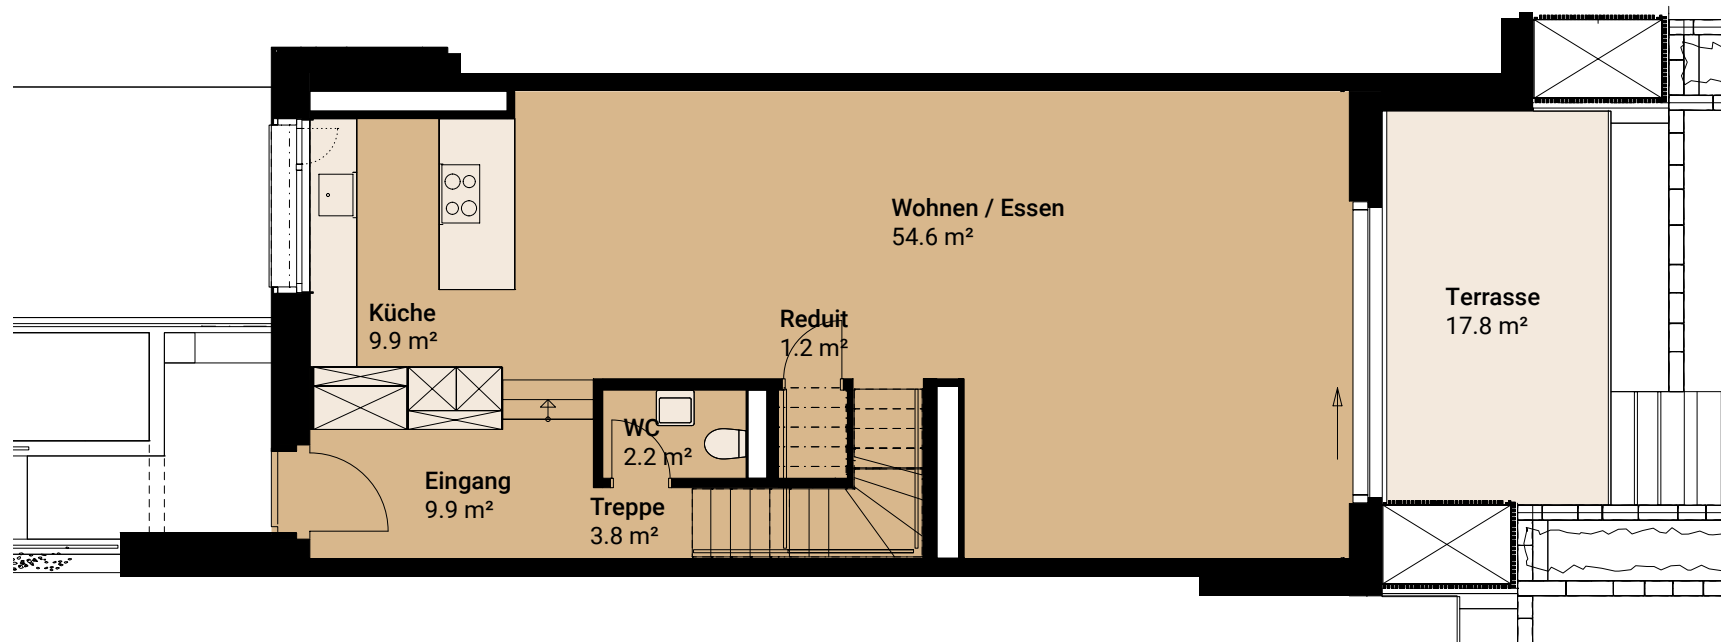 Wohnen / Essen
54.6 m²
Terrasse
17.8 m²
Küche
9.9 m²
Reduit
1.2 m²
WC
2.2 m²
Eingang
9.9 m²
Treppe
3.8 m²